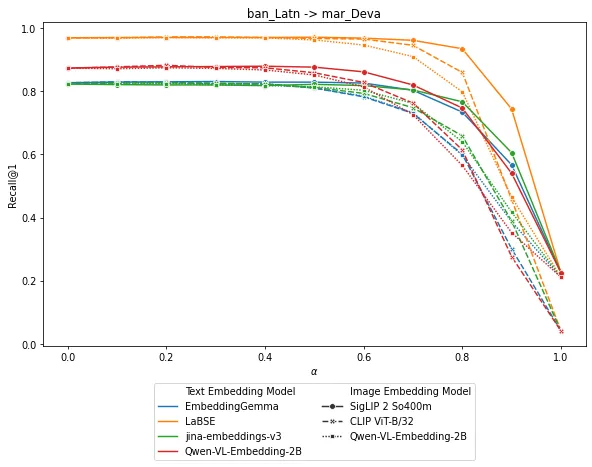 ban_Latn -> mar_Deva
1.0
0.8
0.6
0.4
0.2
0.0
Recall@1
0.0 0.2 0.4 0.6 0.8 1.0
α
Text Embedding Model Image Embedding Model
EmbeddingGemma SigLIP 2 So400m
LaBSE CLIP ViT-B/32
jina-embeddings-v3 Qwen-VL-Embedding-2B
Qwen-VL-Embedding-2B